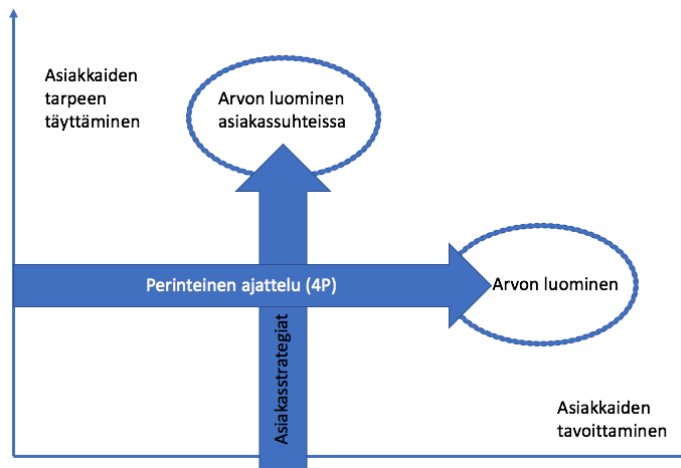 Asiakkaiden
tarpeen
täyttäminen
Arvon luominen
asiakassuhteissa
Perinteinen ajattelu (4P)
Arvon luominen
Asiakasstrategiat
Asiakkaiden
tavoittaminen